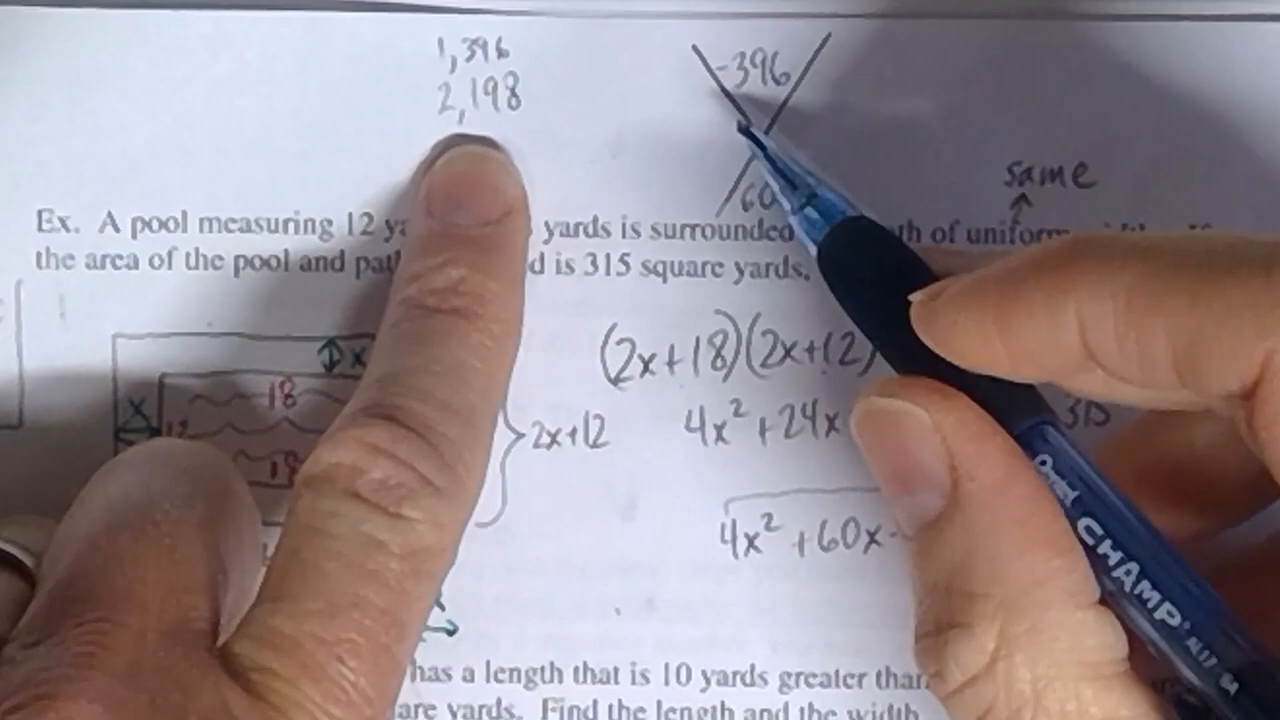 1,396
2,198
-396
60
same
Ex. A pool measuring 12 yards is surrounded of uniform
the area of the pool and is 315 square yards,
(2x+18)(2x+12)
x
18
x
12
18
2x+12
4x²+24x
315
4x²+60x-
Pentel CHAMP
has a length that is 10 yards greater than
are yards. Find the length and the width